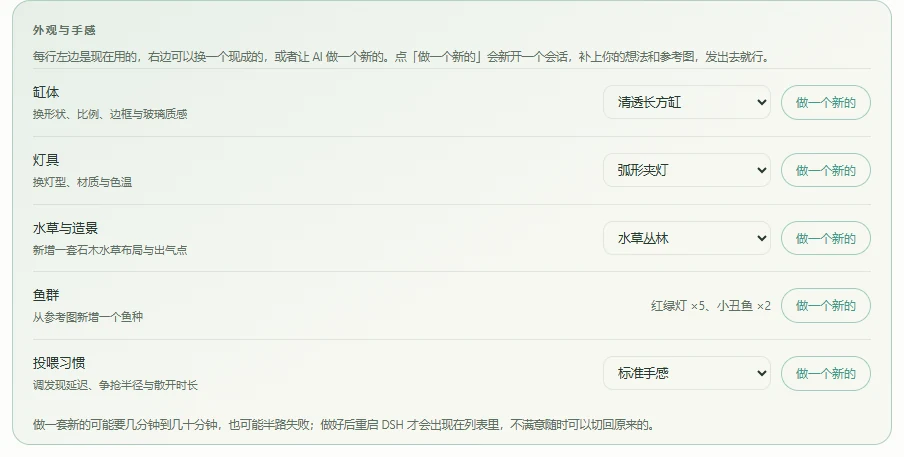 外观与手感
每行左边是现在用的，右边可以换一个现成的，或者让 AI 做一个新的。点「做一个新的」会新开一个会话，补上你的想法和参考图，发出去就行。
缸体
换形状、比例、边框与玻璃质感
清透长方缸
做一个新的
灯具
换灯型、材质与色温
弧形夹灯
做一个新的
水草与造景
新增一套石木水草布局与出气点
水草丛林
做一个新的
鱼群
从参考图新增一个鱼种
红绿灯 ×5、小丑鱼 ×2
做一个新的
投喂习惯
调发现延迟、争抢半径与散开时长
标准手感
做一个新的
做一套新的可能要几分钟到几十分钟，也可能半路失败；做好后重启 DSH 才会出现在列表里，不满意随时可以切回原来的。